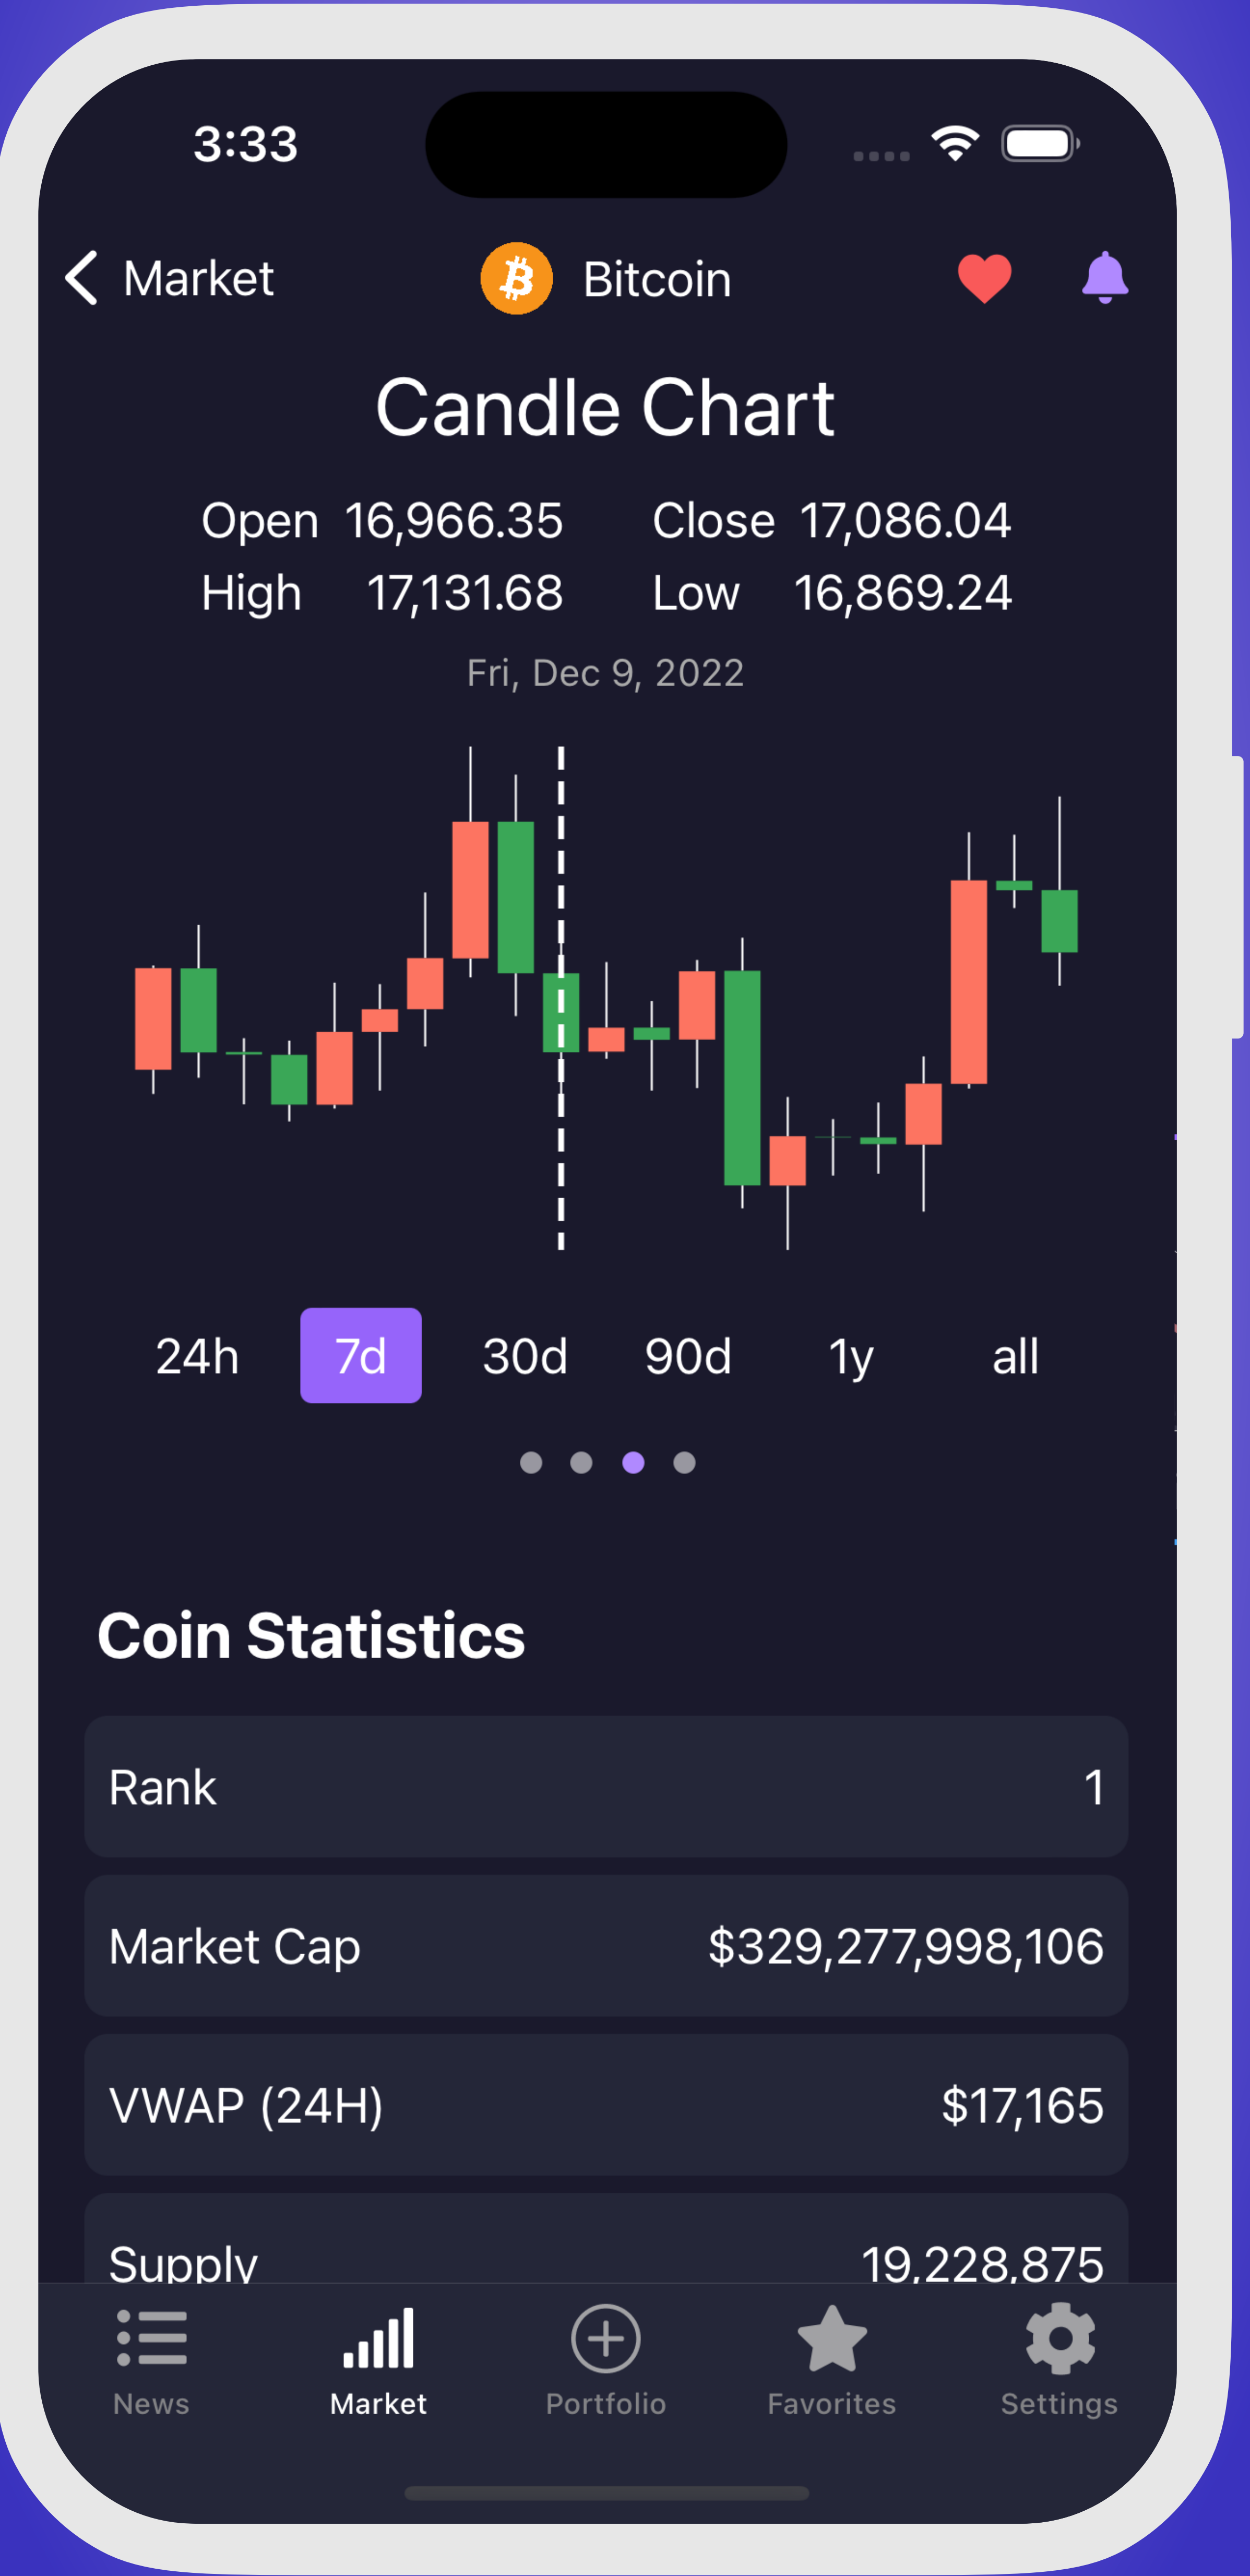 3:33
Market Bitcoin
Candle Chart
Open 16,966.35 Close 17,086.04
High 17,131.68 Low 16,869.24
Fri, Dec 9, 2022
24h 7d 30d 90d 1y all
Coin Statistics
Rank 1
Market Cap $329,277,998,106
VWAP (24H) $17,165
Supply 19,228,875
News Market Portfolio Favorites Settings